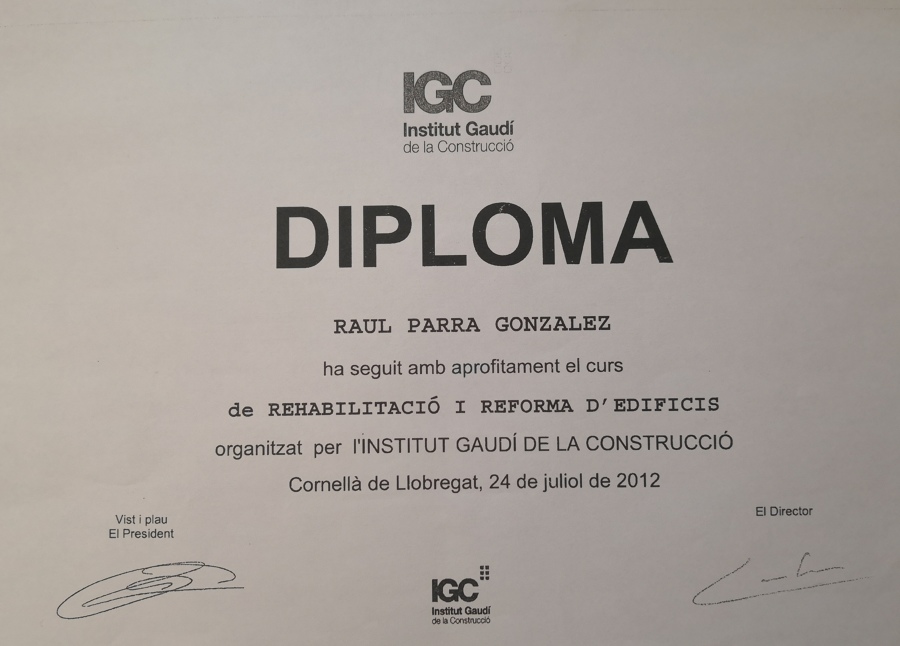 IGC
Institut Gaudí
de la Construcció
DIPLOMA
RAUL PARRA GONZALEZ
ha seguit amb aprofitament el curs
de REHABILITACIÓ I REFORMA D'EDIFICIS
organitzat per l'INSTITUT GAUDÍ DE LA CONSTRUCCIÓ
Cornellà de Llobregat, 24 de juliol de 2012
Vist i plau
El President
El Director
IGC
Institut Gaudí
de la Construcció